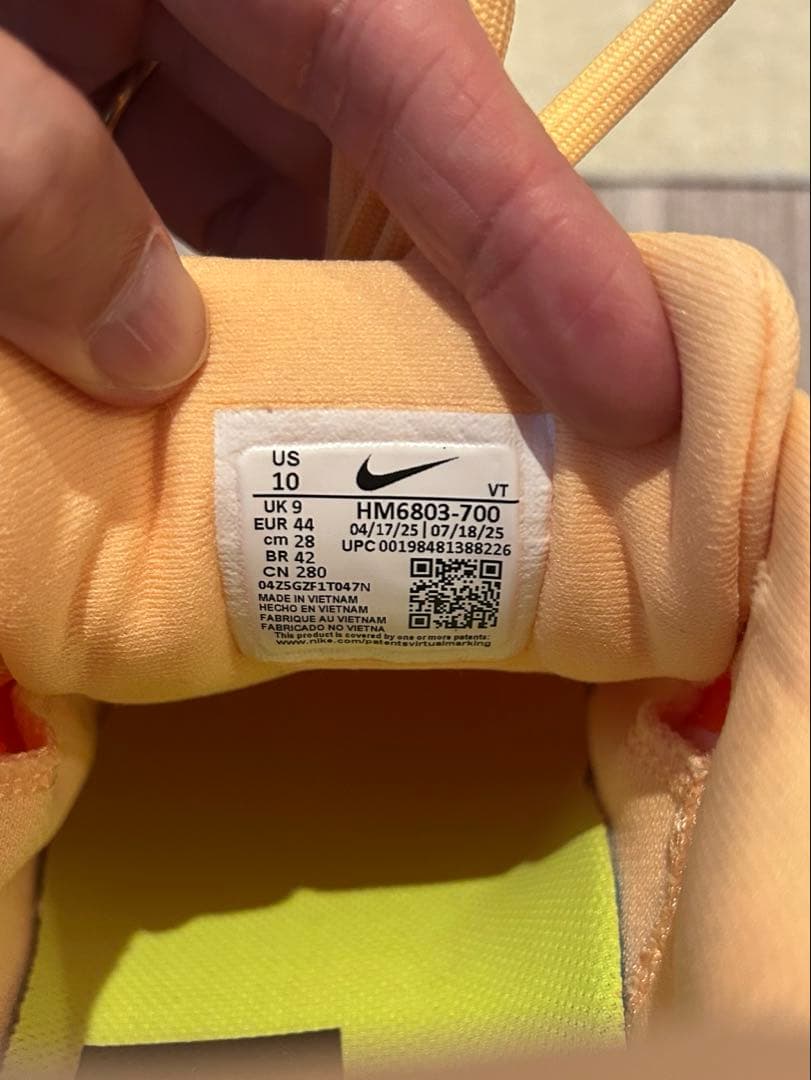 US
10
VT
UK 9
EUR 44
cm 28
BR 42
CN 280
HM6803-700
04/17/25|07/18/25
UPC 00198481388226
04Z5GZF1T047N
MADE IN VIETNAM
HECHO EN VIETNAM
FABRIQUE AU VIETNAM
FABRICADO NO VIETNA
This product is covered by one or more patents:
www.nike.com/patentsvirtualmarking